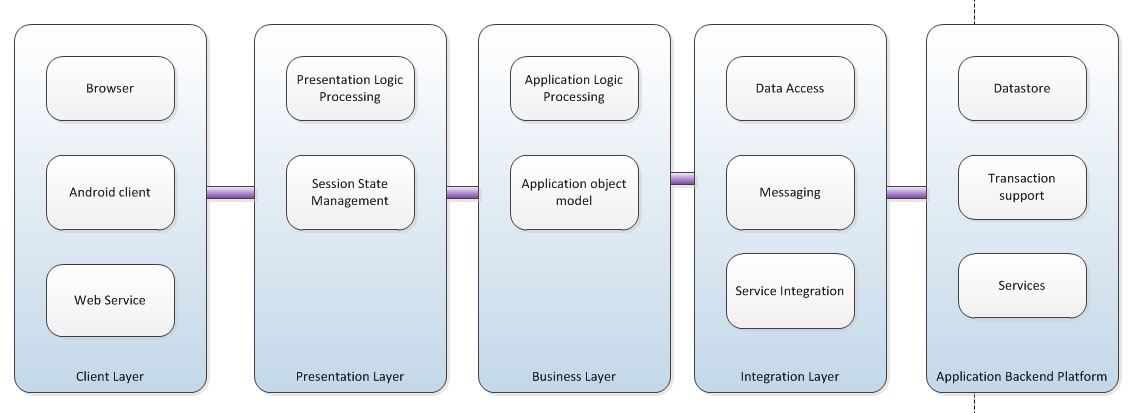 Browser
Android client
Web Service
Client Layer
Presentation Logic
Processing
Session State
Management
Presentation Layer
Application Logic
Processing
Application object
model
Business Layer
Data Access
Messaging
Service Integration
Integration Layer
Datastore
Transaction
support
Services
Application Backend Platform